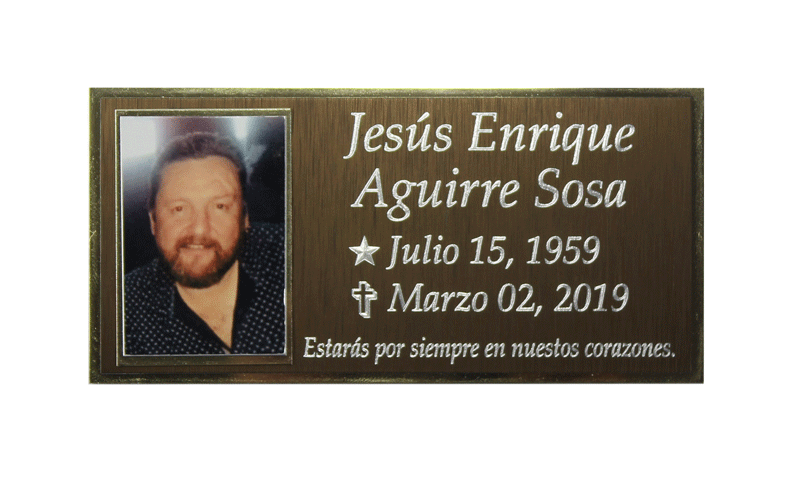 Jesús Enrique
Aguirre Sosa
Julio 15, 1959
Marzo 02, 2019
Estarás por siempre en nuestos corazones.